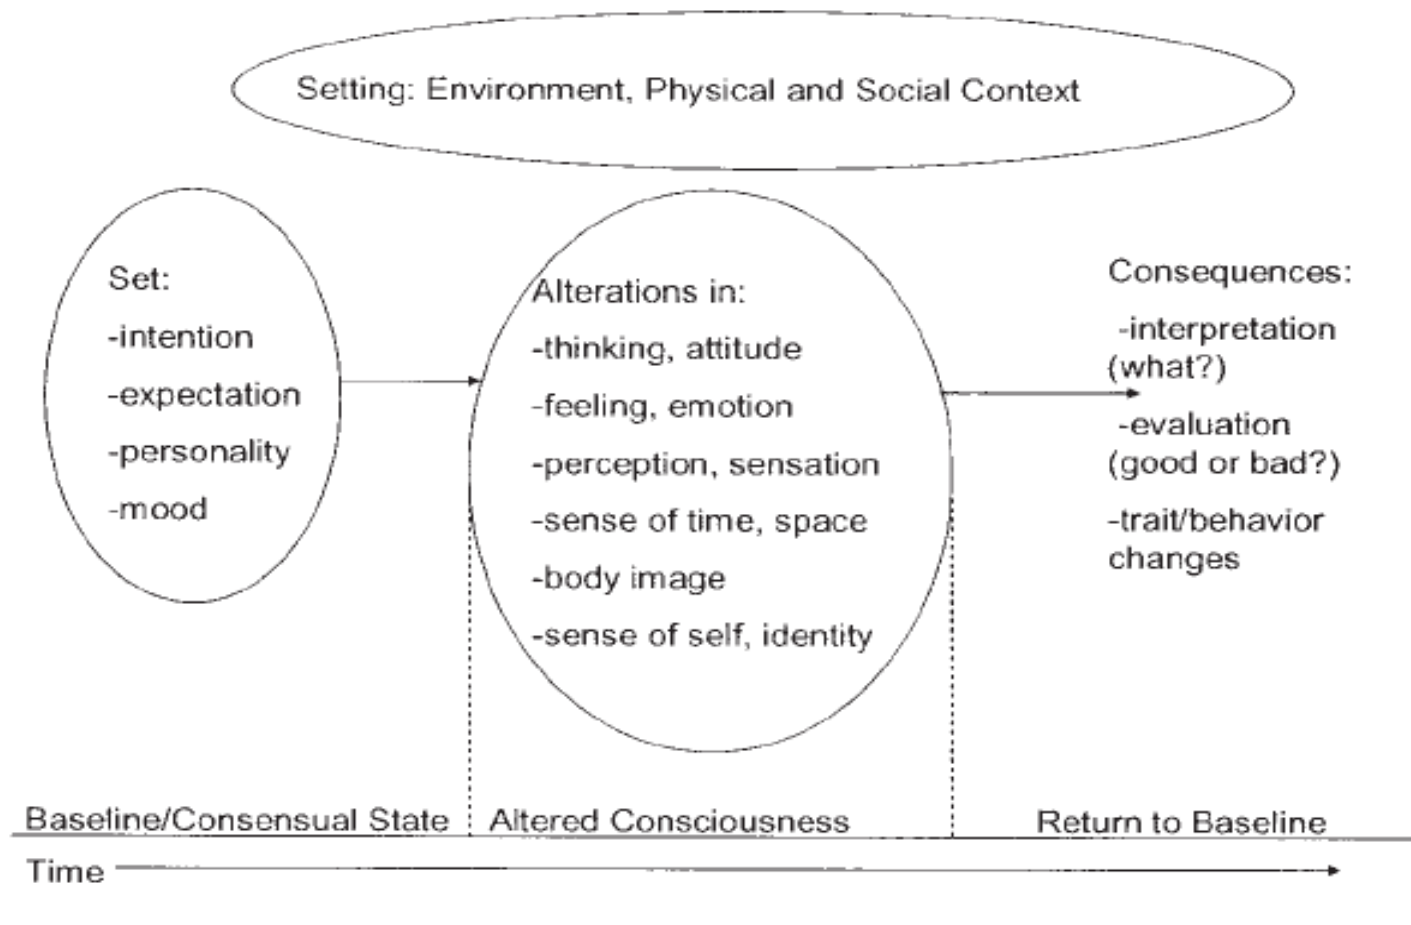 Setting: Environment, Physical and Social Context
Set:
-intention
-expectation
-personality
-mood
Alterations in:
-thinking, attitude
-feeling, emotion
-perception, sensation
-sense of time, space
-body image
-sense of self, identity
Consequences:
-interpretation
(what?)
-evaluation
(good or bad?)
-trait/behavior
changes
Baseline/Consensual State
Altered Consciousness
Return to Baseline
Time